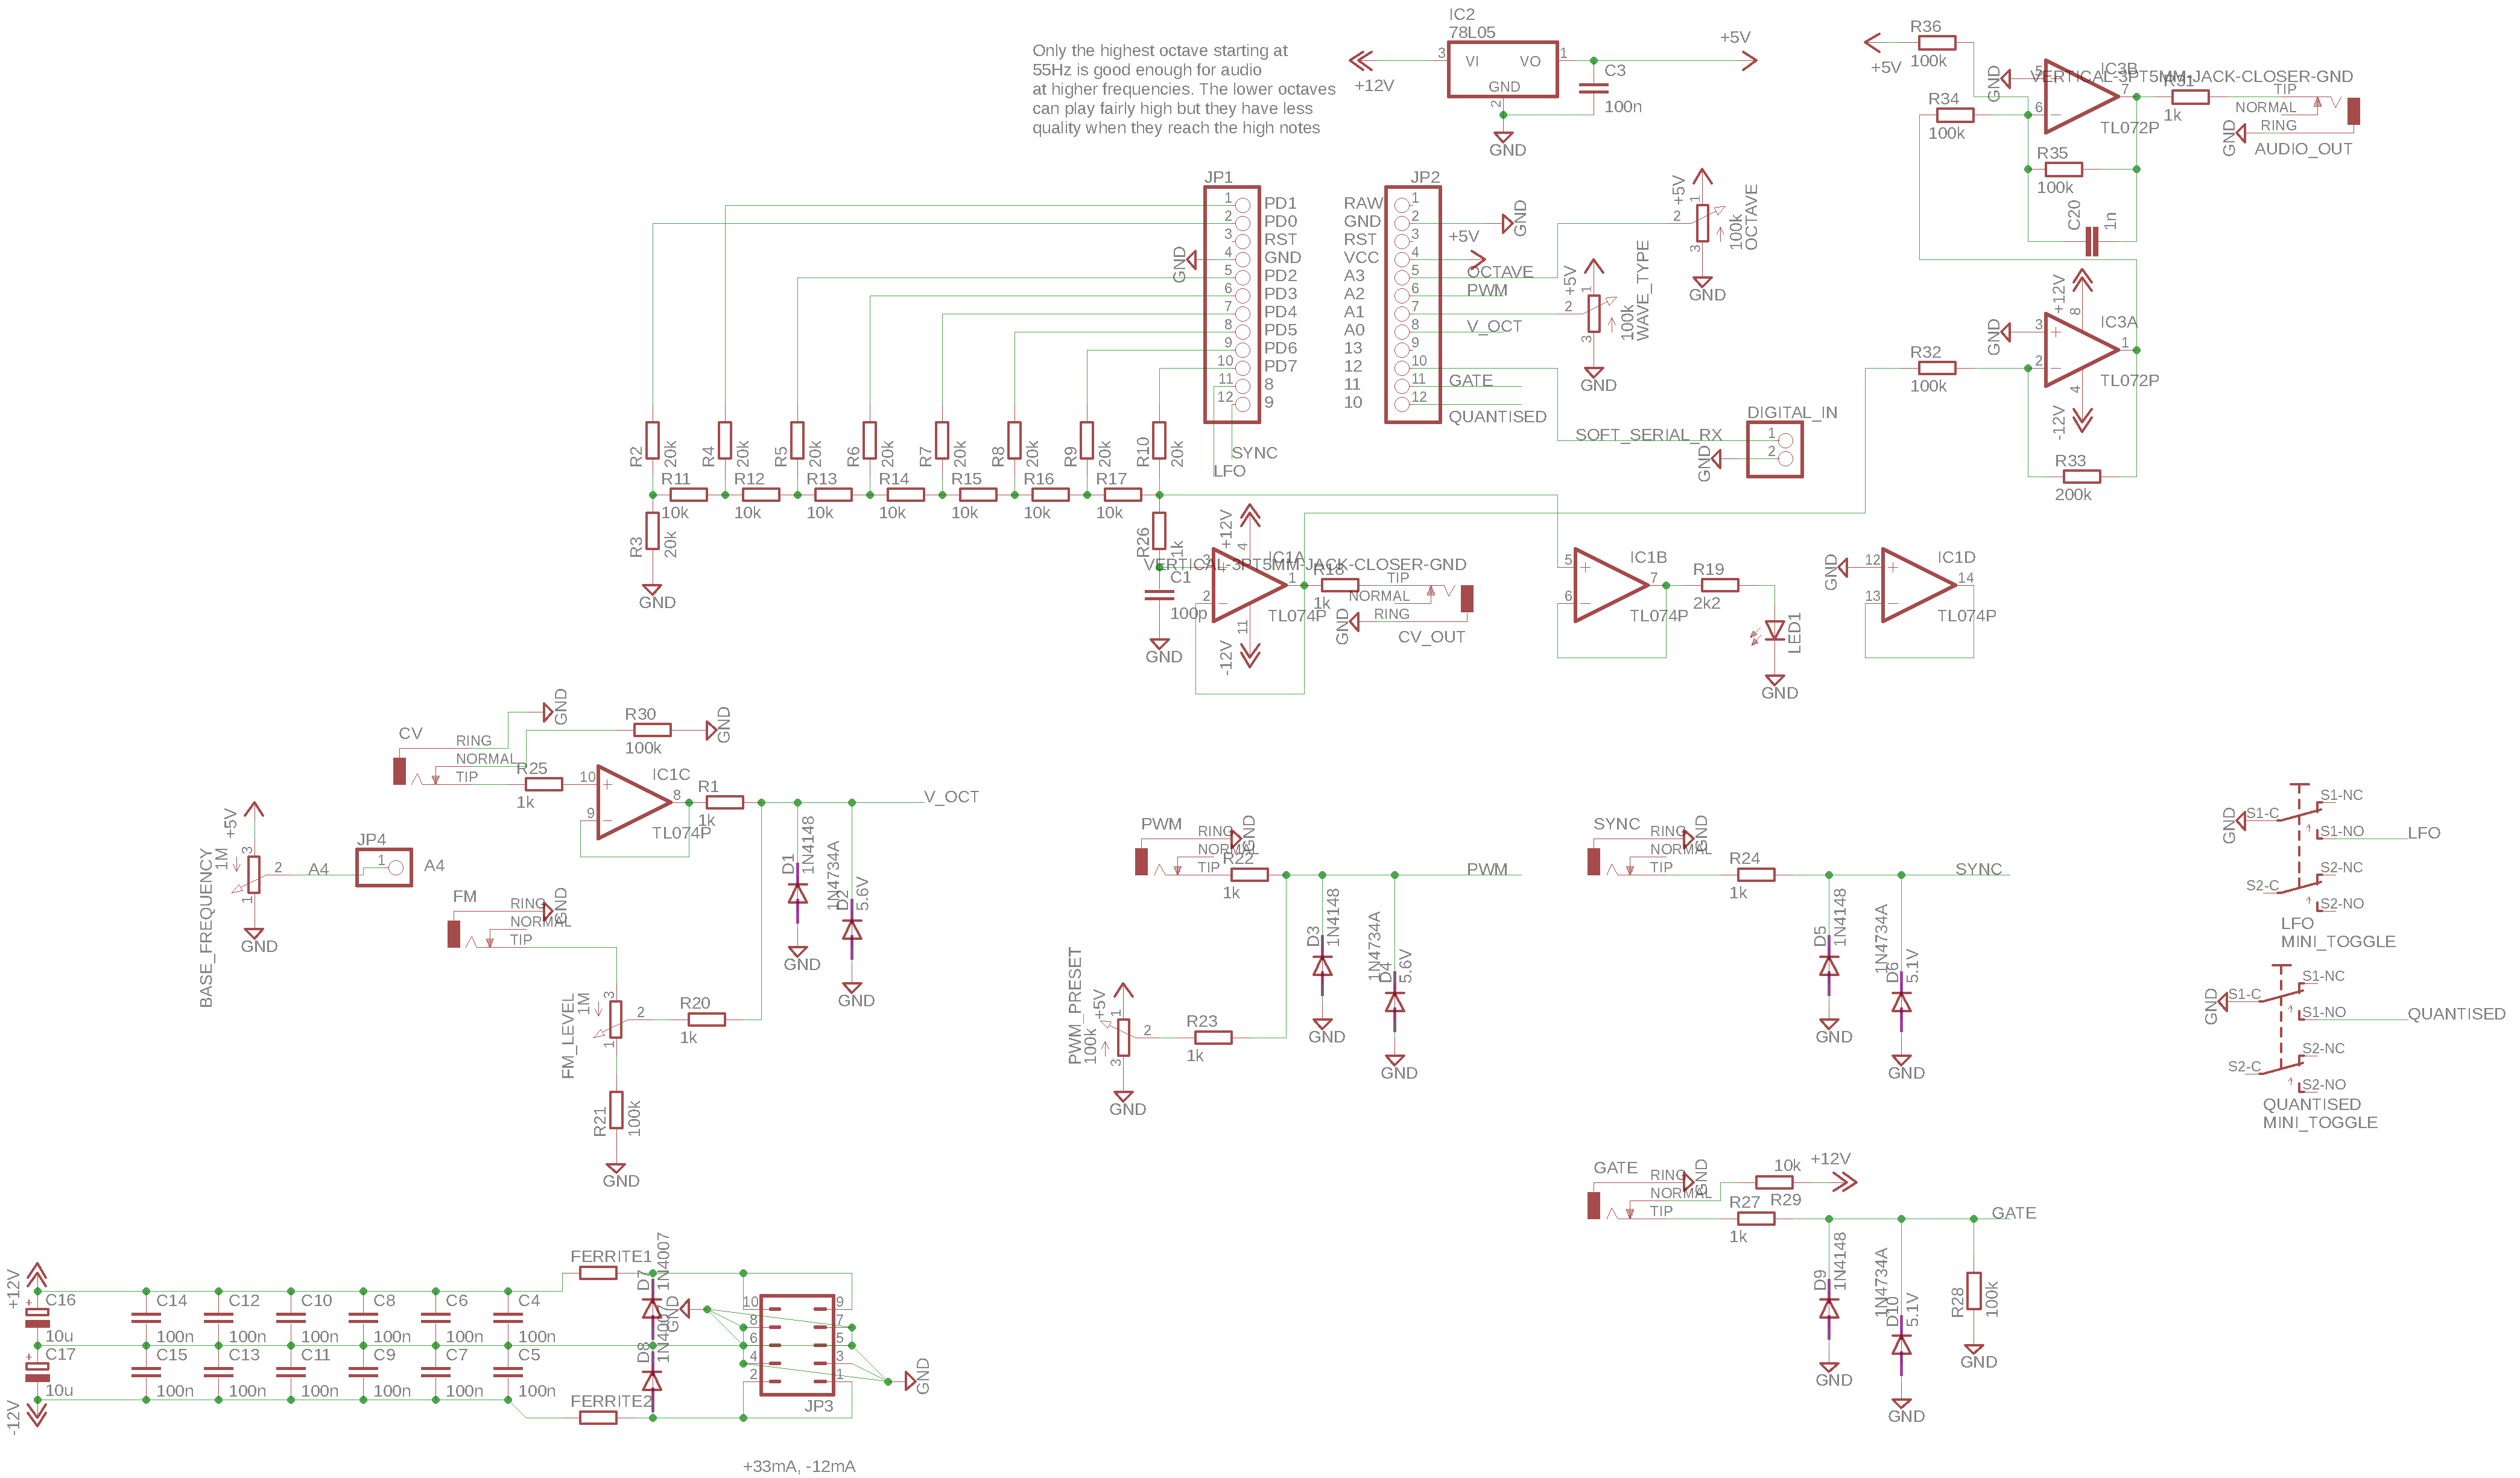 Only the highest octave starting at
55Hz is good enough for audio
at higher frequencies. The lower octaves
can play fairly high but they have less
quality when they reach the high notes
IC2
78L05
3
VI
VO
1
GND
2
+12V
+5V
C3
100n
GND
R36
100k
+5V
GND
5
6
7
IC3B
TL072P
VERTICAL-3PT5MM-JACK-CLOSER-GND
R31
1k
TIP
NORMAL
RING
GND
AUDIO_OUT
R34
100k
R35
100k
C20
1n
JP1
1 PD1
2 PD0
3 RST
4 GND
5 PD2
6 PD3
7 PD4
8 PD5
9 PD6
10 PD7
11 8
12 9
GND
SYNC
LFO
JP2
RAW 1
GND 2
RST 3
VCC 4
A3 5
A2 6
A1 7
A0 8
13 9
12 10
11 11
10 12
GND
+5V
OCTAVE
PWM
V_OCT
GATE
QUANTISED
+5V
1
2
3
100k
OCTAVE
GND
+5V
1
2
3
100k
WAVE_TYPE
GND
SOFT_SERIAL_RX
DIGITAL_IN
1
2
GND
+12V
8
GND
3
2
1
IC3A
TL072P
4
-12V
R32
100k
R33
200k
R2
20k
R4
20k
R5
20k
R6
20k
R7
20k
R8
20k
R9
20k
R10
20k
R11
10k
R12
10k
R13
10k
R14
10k
R15
10k
R16
10k
R17
10k
R3
20k
GND
R26
1k
C1
100p
GND
+12V
4
3
2
1
11
-12V
IC1A
TL074P
VERTICAL-3PT5MM-JACK-CLOSER-GND
R18
1k
TIP
NORMAL
RING
GND
CV_OUT
5
6
7
IC1B
TL074P
R19
2k2
LED1
GND
GND
12
13
14
IC1D
TL074P
CV
RING
NORMAL
TIP
GND
R30
100k
GND
R25
1k
10
9
8
IC1C
TL074P
R1
1k
V_OCT
D1
1N4148
GND
D2
1N4734A
5.6V
GND
BASE_FREQUENCY
1M
+5V
3
2
1
GND
A4
JP4
1
A4
FM
RING
NORMAL
TIP
GND
FM_LEVEL
1M
3
2
1
R20
1k
R21
100k
GND
PWM
RING
NORMAL
TIP
GND
R22
1k
PWM
D3
1N4148
GND
D4
1N4734A
5.6V
GND
PWM_PRESET
100k
+5V
1
2
3
GND
R23
1k
SYNC
RING
NORMAL
TIP
GND
R24
1k
SYNC
D5
1N4148
GND
D6
1N4734A
5.1V
GND
GND
S1-C
S1-NC
S1-NO
LFO
S2-C
S2-NC
S2-NO
LFO
MINI_TOGGLE
GND
S1-C
S1-NC
S1-NO
QUANTISED
S2-C
S2-NC
S2-NO
QUANTISED
MINI_TOGGLE
GATE
RING
NORMAL
TIP
GND
10k
R29
+12V
R27
1k
GATE
D9
1N4148
GND
D10
1N4734A
5.1V
GND
R28
100k
GND
+12V
-12V
C16
10u
C17
10u
C14
100n
C12
100n
C10
100n
C8
100n
C6
100n
C4
100n
C15
100n
C13
100n
C11
100n
C9
100n
C7
100n
C5
100n
FERRITE1
FERRITE2
D7
1N4007
D8
1N4007
GND
10 9
8 7
6 5
4 3
2 1
JP3
GND
+33mA, -12mA